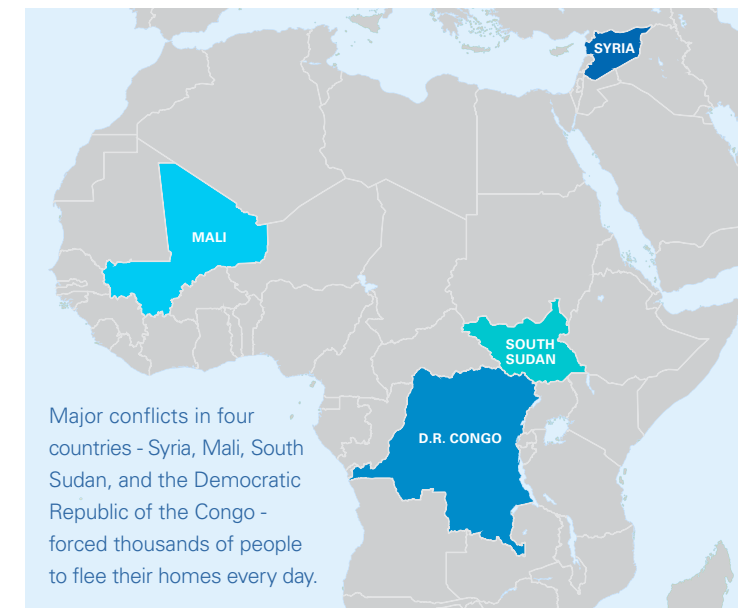 SYRIA
MALI
SOUTH
SUDAN
D.R. CONGO
Major conflicts in four
countries - Syria, Mali, South
Sudan, and the Democratic
Republic of the Congo -
forced thousands of people
to flee their homes every day.